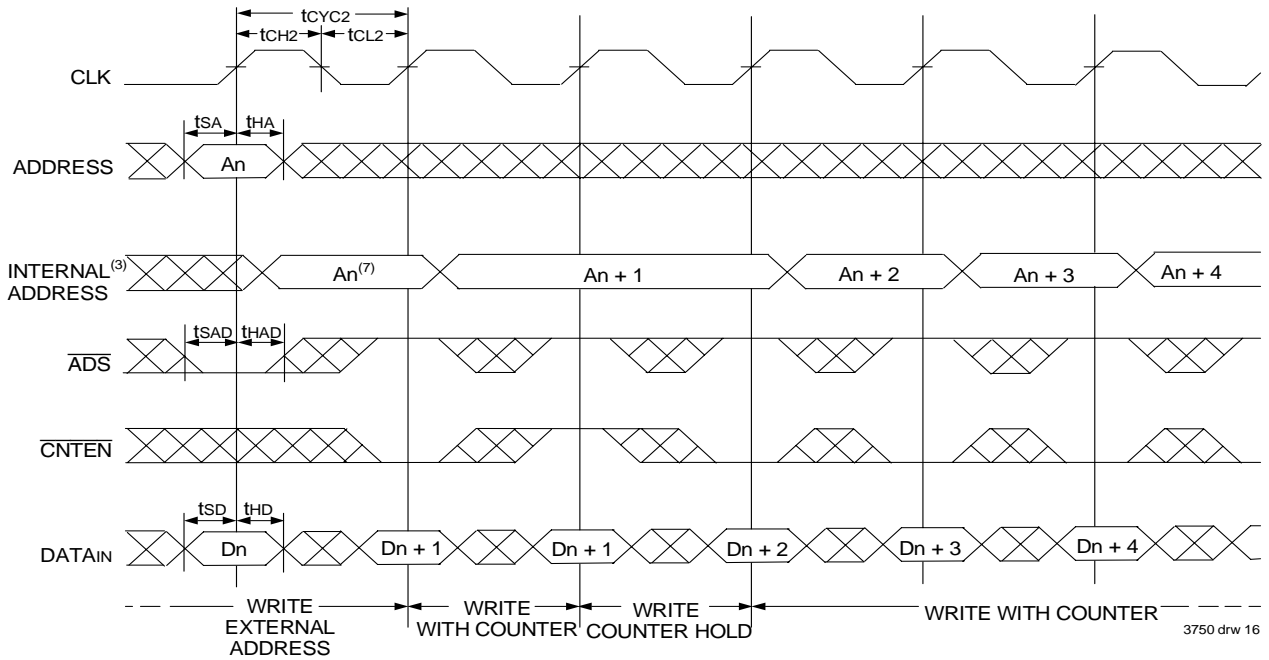 tCYC2
tCH2 tCL2
CLK
tSA tHA
ADDRESS An
INTERNAL(3) ADDRESS An(7) An + 1 An + 2 An + 3 An + 4
tSAD tHAD
ADS
CNTEN
tSD tHD
DATAIN Dn Dn + 1 Dn + 1 Dn + 2 Dn + 3 Dn + 4
WRITE EXTERNAL ADDRESS
WRITE WITH COUNTER
WRITE COUNTER HOLD
WRITE WITH COUNTER
3750 drw 16